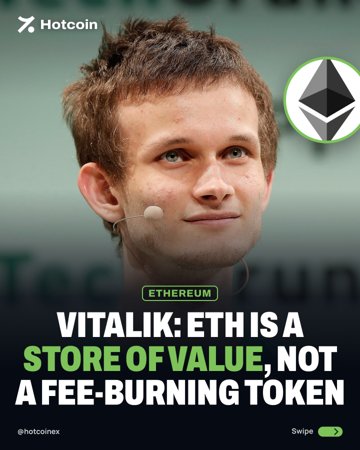 Hotcoin
ETHEREUM
VITALIK: ETH IS A
STORE OF VALUE, NOT
A FEE-BURNING TOKEN
@hotcoinex
Swipe